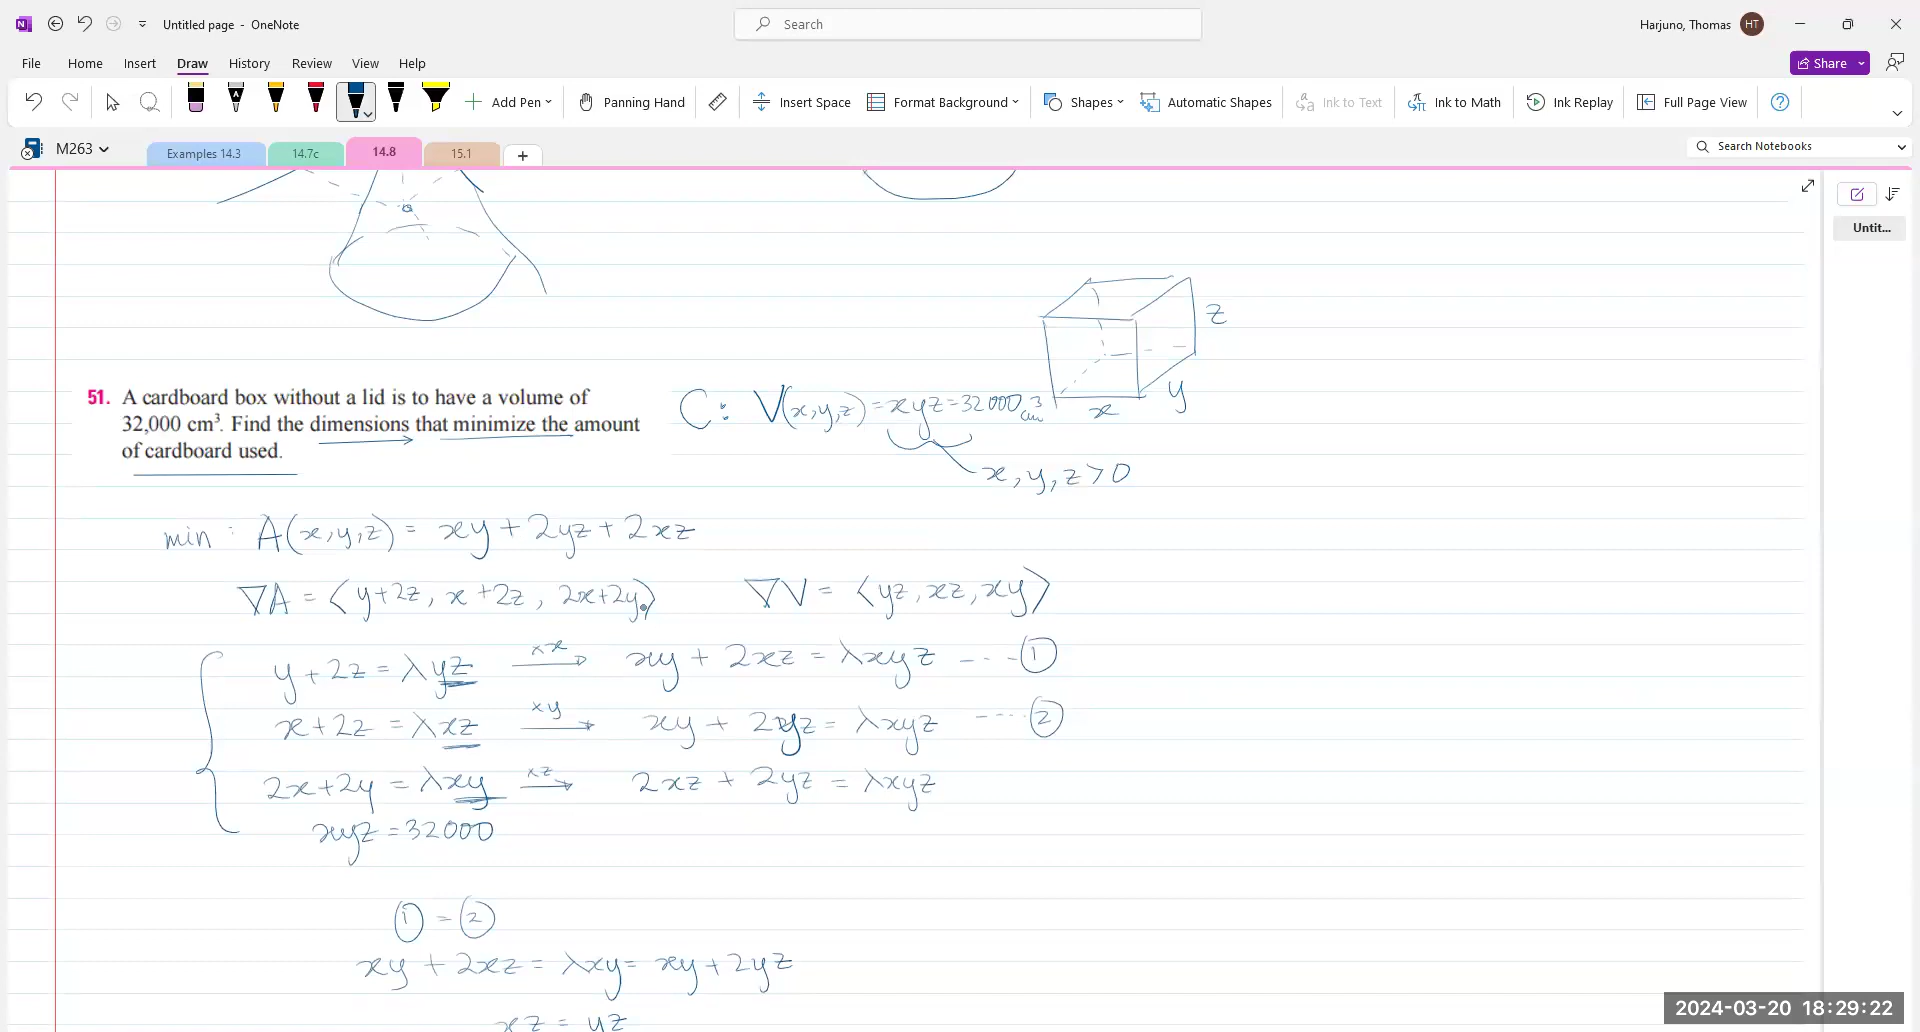 Untitled page - OneNote
Search
Harjuno, Thomas
HT
File Home Insert Draw History Review View Help
Share
Add Pen
Panning Hand
Insert Space
Format Background
Shapes
Automatic Shapes
Ink to Text
Ink to Math
Ink Replay
Full Page View
M263
Examples 14.3
14.7c
14.8
15.1
Search Notebooks
Untit...
z
y
x
51. A cardboard box without a lid is to have a volume of
32,000 cm³. Find the dimensions that minimize the amount
of cardboard used.
C: V(x,y,z) = xyz = 32000 cm³
x, y, z > 0
min : A(x,y,z) = xy + 2yz + 2xz
∇A = ⟨y+2z, x+2z, 2x+2y⟩ ∇V = ⟨yz, xz, xy⟩
y+2z = λyz ×x → xy + 2xz = λxyz ---- ①
x+2z = λxz ×y → xy + 2yz = λxyz ---- ②
2x+2y = λxy ×z → 2xz + 2yz = λxyz
xyz = 32000
① = ②
xy + 2xz = λxy = xy + 2yz
xz = yz
2024-03-20 18:29:22